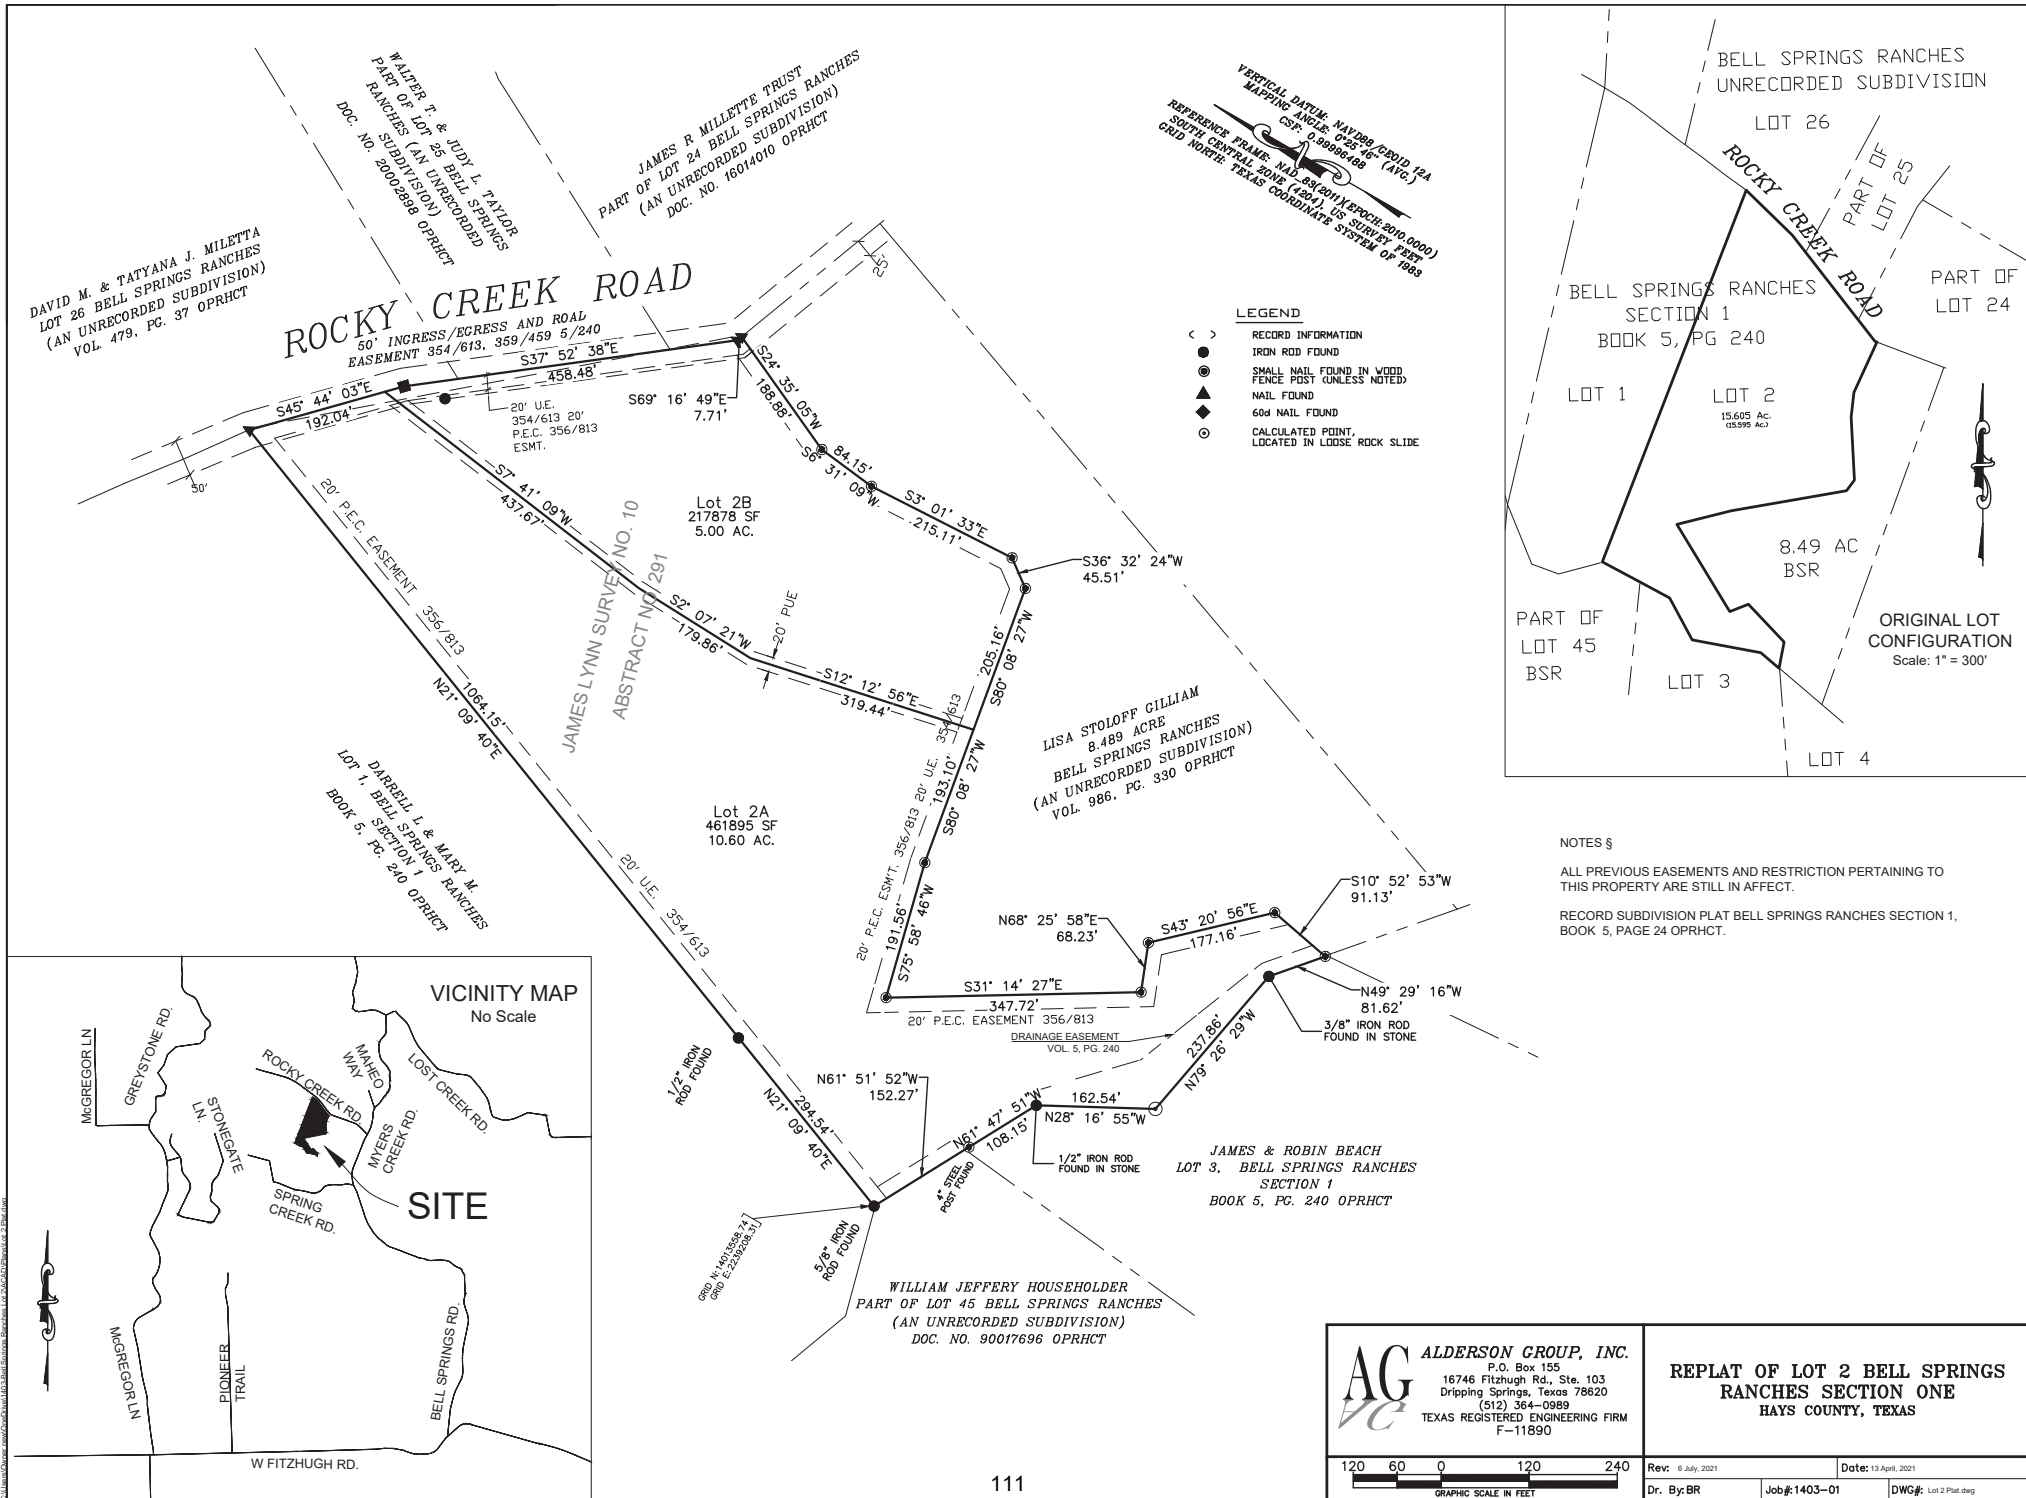 WALTER T. & JUDY L. TAYLOR
PART OF LOT 25 BELL SPRINGS
RANCHES (AN UNRECORDED
SUBDIVISION)
DOC. NO. 20002898 OPRHCT
JAMES R MILLETTE TRUST
PART OF LOT 24 BELL SPRINGS RANCHES
(AN UNRECORDED SUBDIVISION)
DOC. NO. 16014010 OPRHCT
DAVID M. & TATYANA J. MILETTA
LOT 26 BELL SPRINGS RANCHES
(AN UNRECORDED SUBDIVISION)
VOL. 479, PG. 37 OPRHCT
VERTICAL DATUM: NAVD88/GEOID 12A
MAPPING ANGLE: 0°25'46" (AVG.)
CSF: 0.99996488
REFERENCE FRAME: NAD_83(2011)(EPOCH:2010.0000)
SOUTH CENTRAL ZONE (4204), US SURVEY FEET
GRID NORTH: TEXAS COORDINATE SYSTEM OF 1983
ROCKY CREEK ROAD
50' INGRESS/EGRESS AND ROAL
EASEMENT 354/613, 359/459 5/240
S37° 52' 38"E
458.48'
S45° 44' 03"E
192.04'
50'
25'
20' U.E.
354/613 20'
P.E.C. 356/813
ESMT.
S69° 16' 49"E
7.71'
S24° 35' 05"W
188.88'
84.15'
S6° 31' 09"W
S3° 01' 33"E
215.11'
S36° 32' 24"W
45.51'
LEGEND
( ) RECORD INFORMATION
IRON ROD FOUND
SMALL NAIL FOUND IN WOOD
FENCE POST (UNLESS NOTED)
NAIL FOUND
60d NAIL FOUND
CALCULATED POINT,
LOCATED IN LOOSE ROCK SLIDE
Lot 2B
217878 SF
5.00 AC.
S7° 41' 09"W
437.67'
20' P.E.C. EASEMENT 356/813
JAMES LYNN SURVEY NO. 10
ABSTRACT NO. 291
S2° 07' 21"W
179.86'
20' PUE
S12° 12' 56"E
319.44'
205.16'
S80° 08' 27"W
1064.15'
N21° 09' 40"E
LISA STOLOFF GILLIAM
8.489 ACRE
BELL SPRINGS RANCHES
(AN UNRECORDED SUBDIVISION)
VOL. 986, PG. 330 OPRHCT
DARRELL L & MARY M.
LOT 1, BELL SPRINGS RANCHES
SECTION 1
BOOK 5, PG. 240 OPRHCT
Lot 2A
461895 SF
10.60 AC.
193.10'
S80° 08' 27"W
20' P.E.C. ESM'T. 356/813 20' U.E. 354/613
20' U.E. 354/613
191.56'
S75° 58' 46"W
S31° 14' 27"E
347.72'
20' P.E.C. EASEMENT 356/813
N68° 25' 58"E
68.23'
S43° 20' 56"E
177.16'
S10° 52' 53"W
91.13'
N49° 29' 16"W
81.62'
3/8" IRON ROD
FOUND IN STONE
DRAINAGE EASEMENT
VOL. 5, PG. 240
237.86'
N79° 26' 29"W
162.54'
N28° 16' 55"W
N61° 47' 51"W
108.15'
N61° 51' 52"W
152.27'
1/2" IRON ROD
FOUND IN STONE
4" STEEL
POST FOUND
1/2" IRON
ROD FOUND
294.54'
N21° 09' 40"E
5/8" IRON
ROD FOUND
GRID N:14013558.74
GRID E:2239208.31
JAMES & ROBIN BEACH
LOT 3, BELL SPRINGS RANCHES
SECTION 1
BOOK 5, PG. 240 OPRHCT
WILLIAM JEFFERY HOUSEHOLDER
PART OF LOT 45 BELL SPRINGS RANCHES
(AN UNRECORDED SUBDIVISION)
DOC. NO. 90017696 OPRHCT
BELL SPRINGS RANCHES
UNRECORDED SUBDIVISION
LOT 26
ROCKY CREEK ROAD
PART OF
LOT 25
PART OF
LOT 24
BELL SPRINGS RANCHES
SECTION 1
BOOK 5, PG 240
LOT 1
LOT 2
15.605 Ac.
(15.595 Ac.)
8.49 AC
BSR
PART OF
LOT 45
BSR
LOT 3
LOT 4
ORIGINAL LOT
CONFIGURATION
Scale: 1" = 300'
NOTES §
ALL PREVIOUS EASEMENTS AND RESTRICTION PERTAINING TO
THIS PROPERTY ARE STILL IN AFFECT.
RECORD SUBDIVISION PLAT BELL SPRINGS RANCHES SECTION 1,
BOOK 5, PAGE 24 OPRHCT.
VICINITY MAP
No Scale
McGREGOR LN
GREYSTONE RD.
STONEGATE
LN.
ROCKY CREEK RD.
MAHEO
WAY
LOST CREEK RD.
MYERS
CREEK RD.
SPRING
CREEK RD.
SITE
McGREGOR LN
PIONEER
TRAIL
BELL SPRINGS RD.
W FITZHUGH RD.
111
AG
ALDERSON GROUP, INC.
P.O. Box 155
16746 Fitzhugh Rd., Ste. 103
Dripping Springs, Texas 78620
(512) 364-0989
TEXAS REGISTERED ENGINEERING FIRM
F-11890
120 60 0 120 240
GRAPHIC SCALE IN FEET
REPLAT OF LOT 2 BELL SPRINGS
RANCHES SECTION ONE
HAYS COUNTY, TEXAS
Rev: 6 July, 2021
Date: 13 April, 2021
Dr. By: BR
Job#: 1403-01
DWG#: Lot 2 Plat.dwg